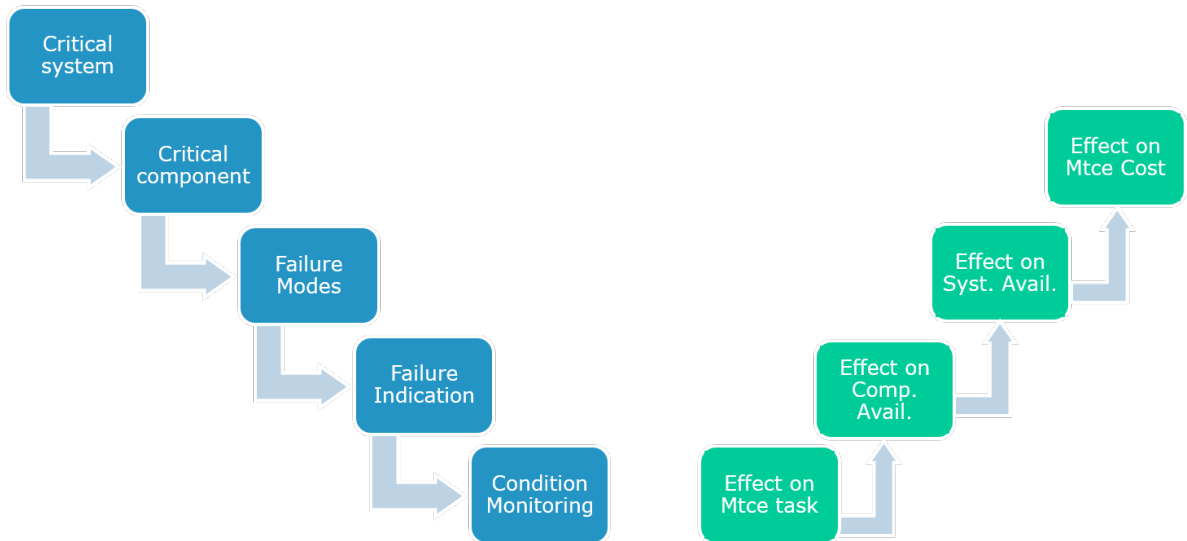 Critical
system
Critical
component
Failure
Modes
Failure
Indication
Condition
Monitoring
Effect on
Mtce task
Effect on
Comp.
Avail.
Effect on
Syst. Avail.
Effect on
Mtce Cost